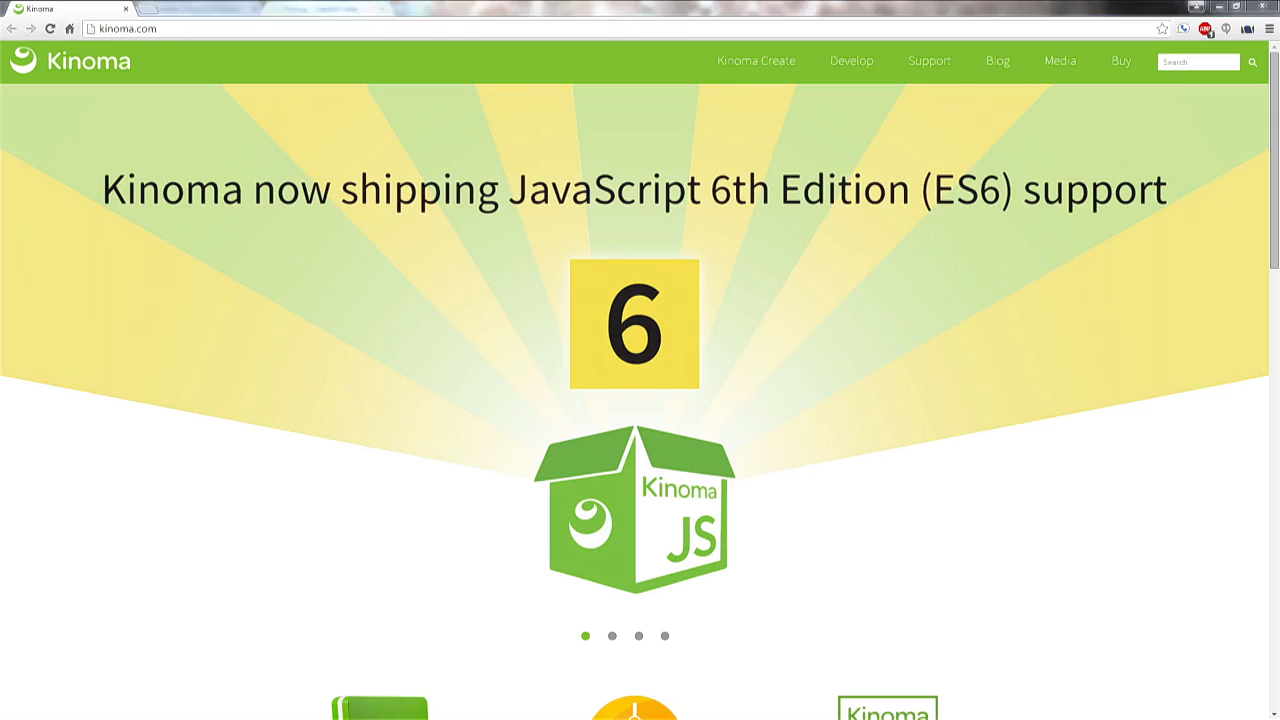 Kinoma
kinoma.com
ABP
Kinoma
Kinoma Create
Develop
Support
Blog
Media
Buy
Search
Kinoma now shipping JavaScript 6th Edition (ES6) support
6
Kinoma
JS
Kinoma